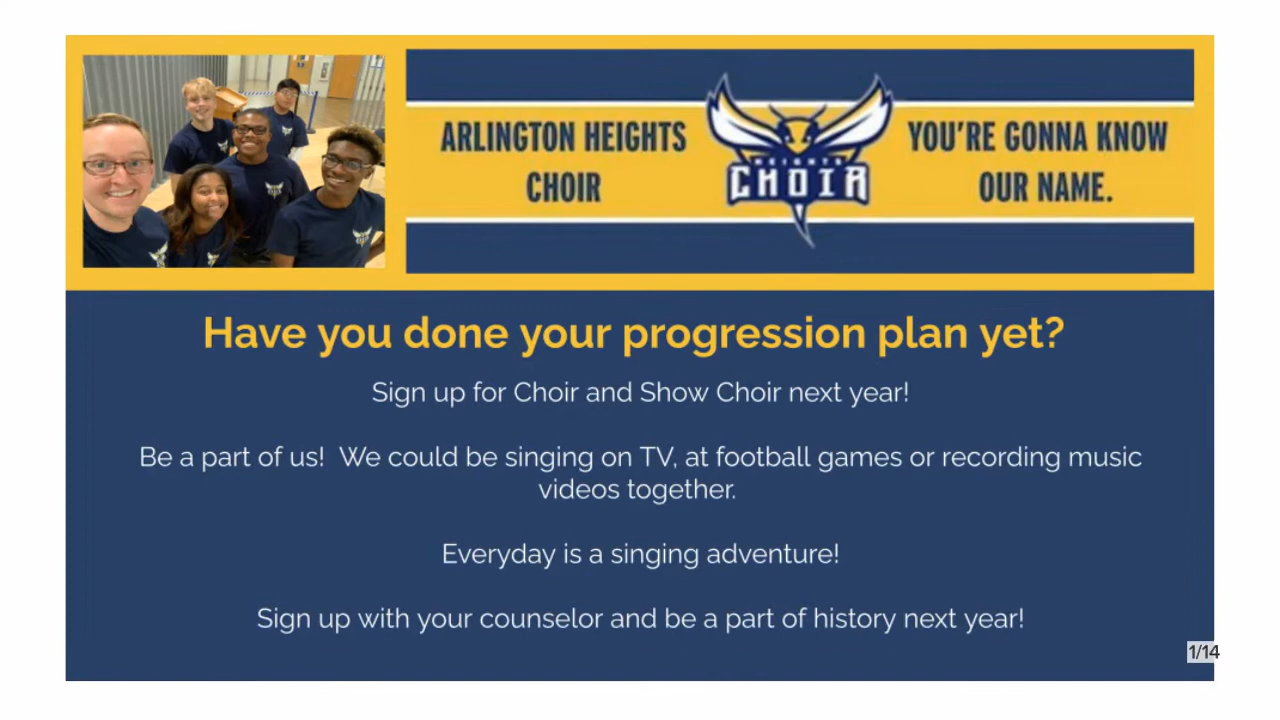 ARLINGTON HEIGHTS
CHOIR
HEIGHTS
CHOIR
YOU'RE GONNA KNOW
OUR NAME.
Have you done your progression plan yet?
Sign up for Choir and Show Choir next year!
Be a part of us!  We could be singing on TV, at football games or recording music
videos together.
Everyday is a singing adventure!
Sign up with your counselor and be a part of history next year!
1/14